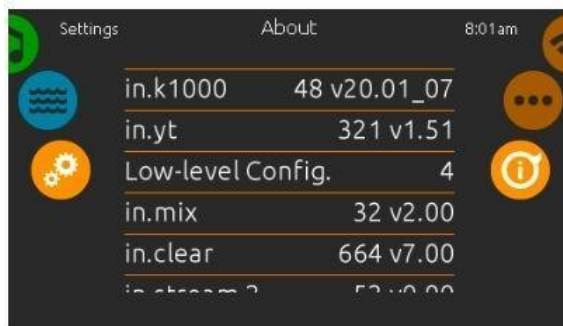 Settings About 8:01am
in.k1000 48 v20.01_07
in.yt 321 v1.51
Low-level Config. 4
in.mix 32 v2.00
in.clear 664 v7.00